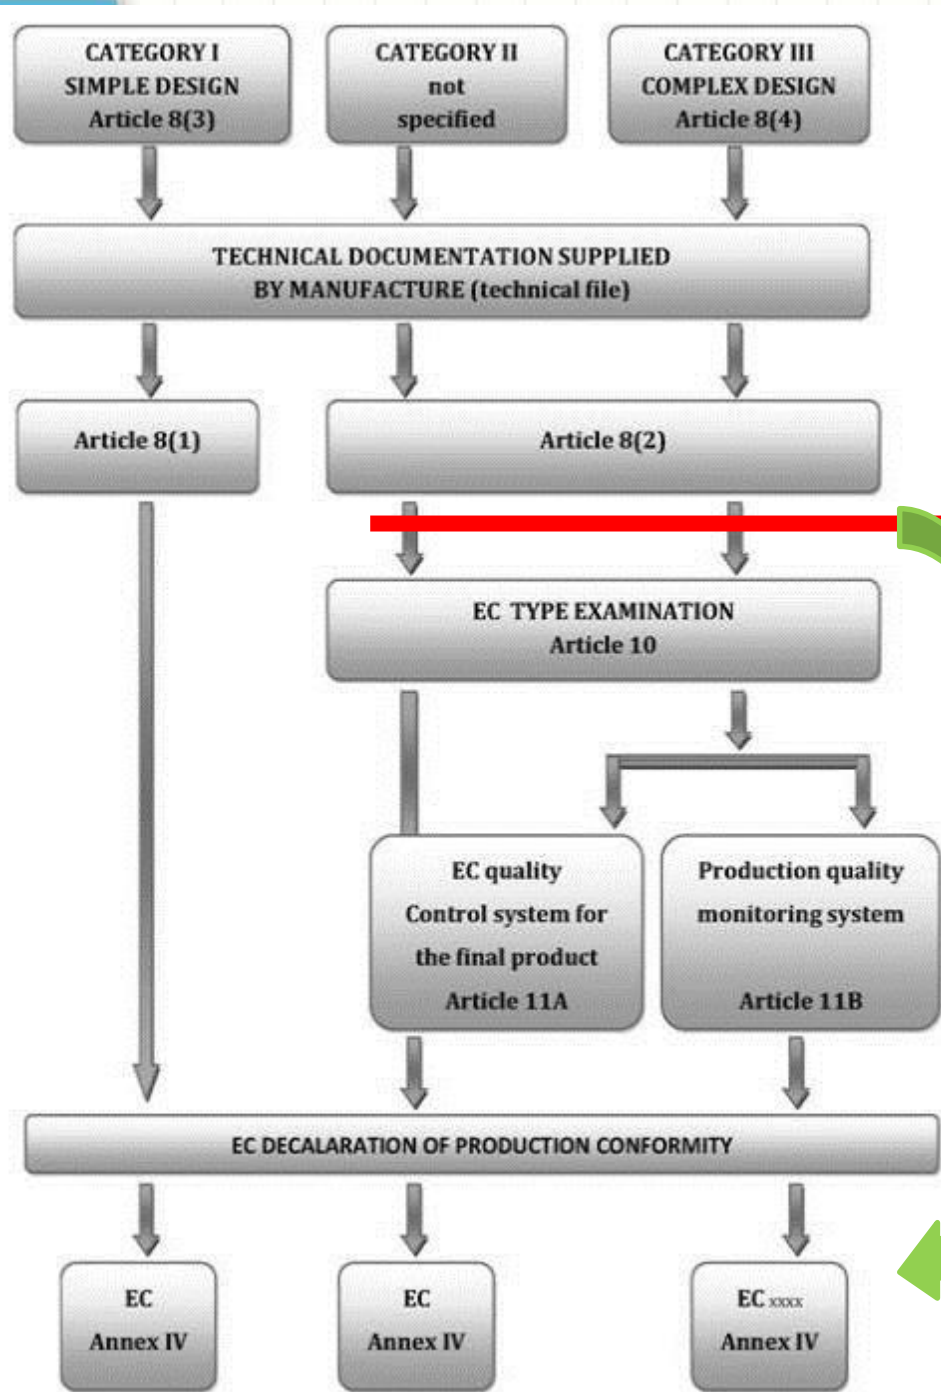 CATEGORY I
SIMPLE DESIGN
Article 8(3)
CATEGORY II
not
specified
CATEGORY III
COMPLEX DESIGN
Article 8(4)
TECHNICAL DOCUMENTATION SUPPLIED
BY MANUFACTURE (technical file)
Article 8(1)
Article 8(2)
EC TYPE EXAMINATION
Article 10
EC quality
Control system for
the final product
Article 11A
Production quality
monitoring system
Article 11B
EC DECALARATION OF PRODUCTION CONFORMITY
EC
Annex IV
EC
Annex IV
EC xxxx
Annex IV